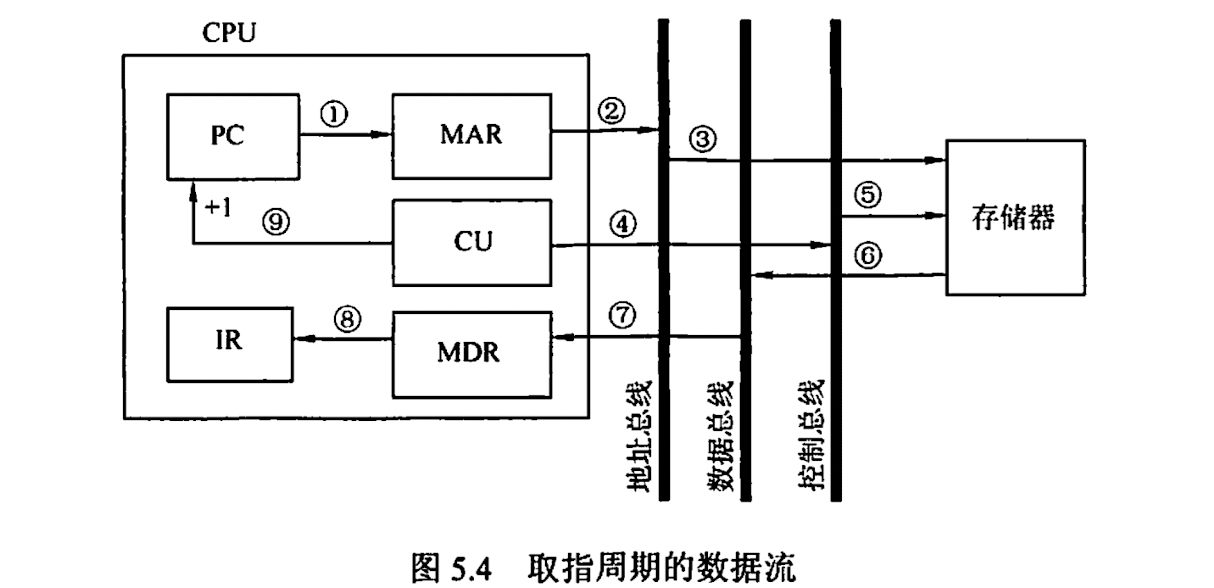 CPU
PC
①
MAR
②
③
+1
⑨
CU
④
⑤
⑥
存储器
IR
⑧
MDR
⑦
地址总线
数据总线
控制总线
图 5.4 取指周期的数据流